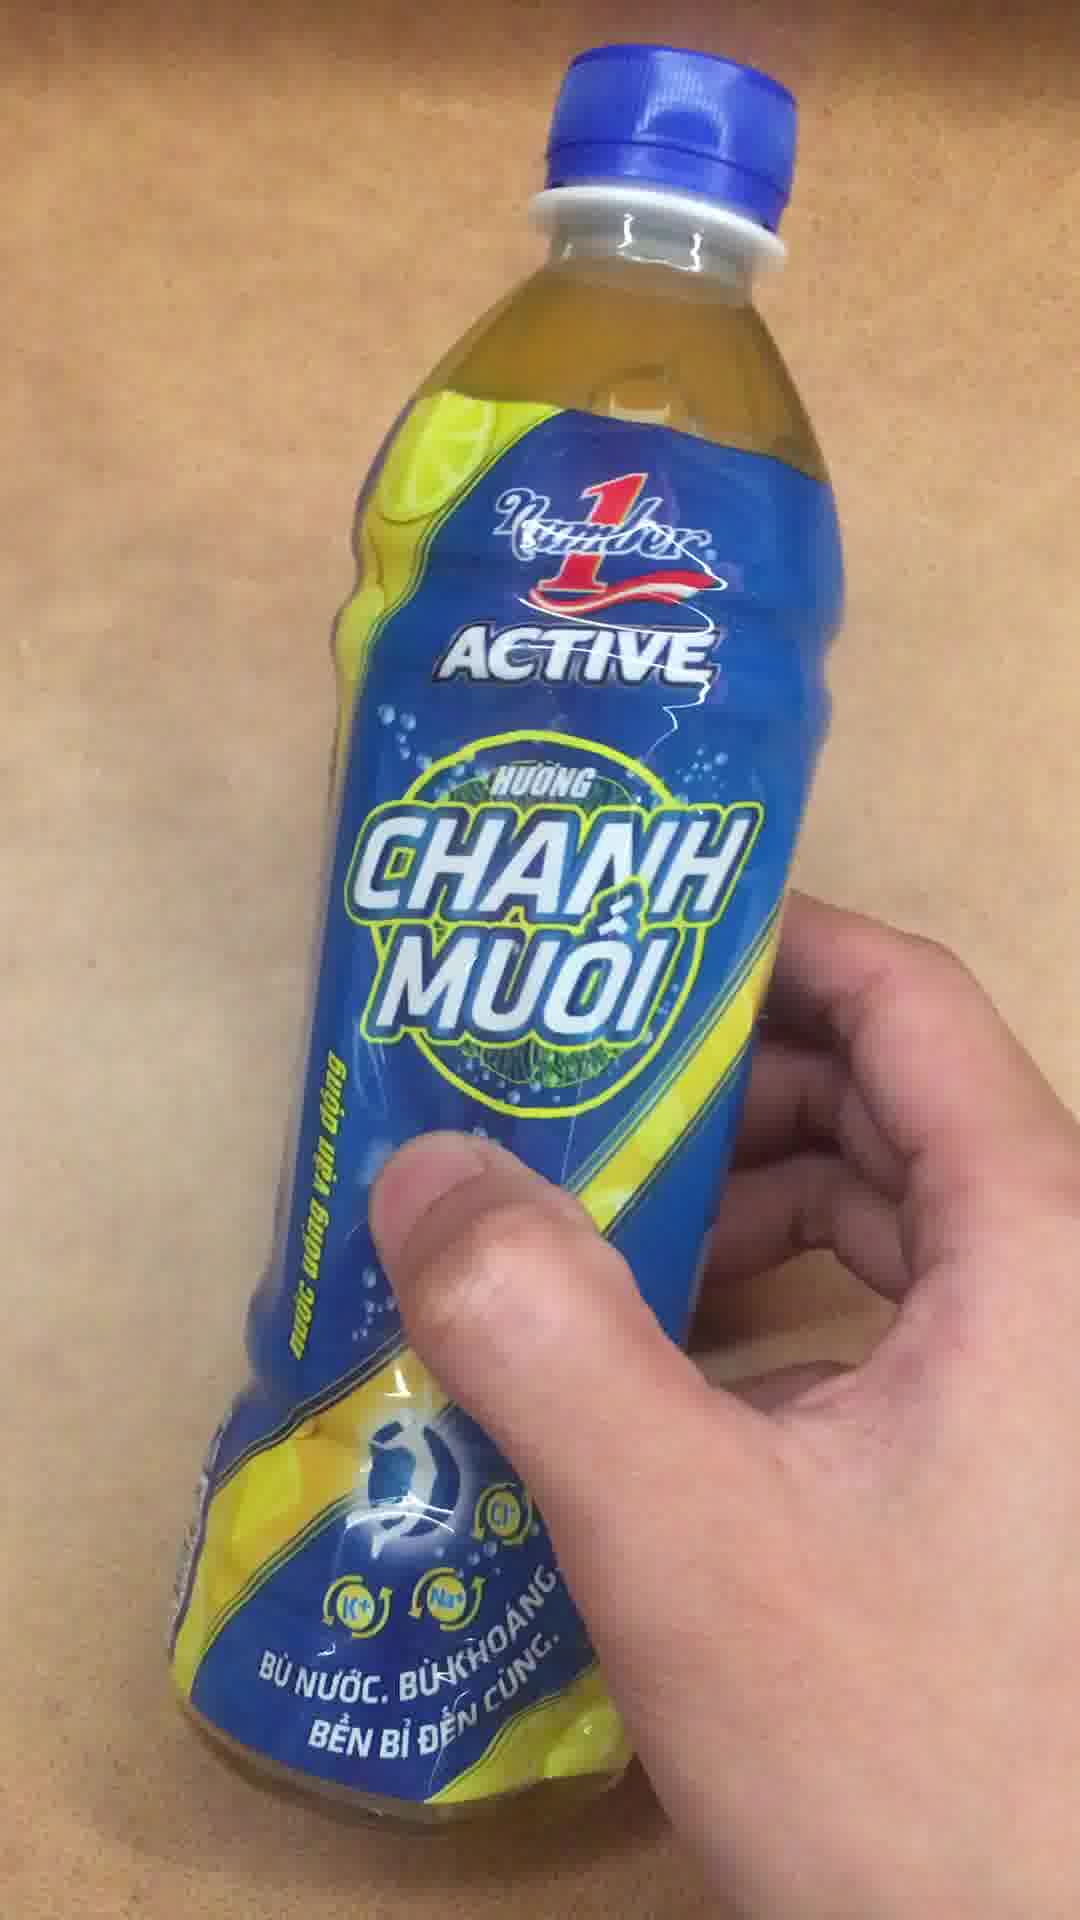 Number 1
ACTIVE
HƯƠNG
CHANH
MUỐI
nước uống vận động
Cl-
K+
Na+
BÙ NƯỚC. BÙ KHOÁNG.
BỀN BỈ ĐẾN CÙNG.